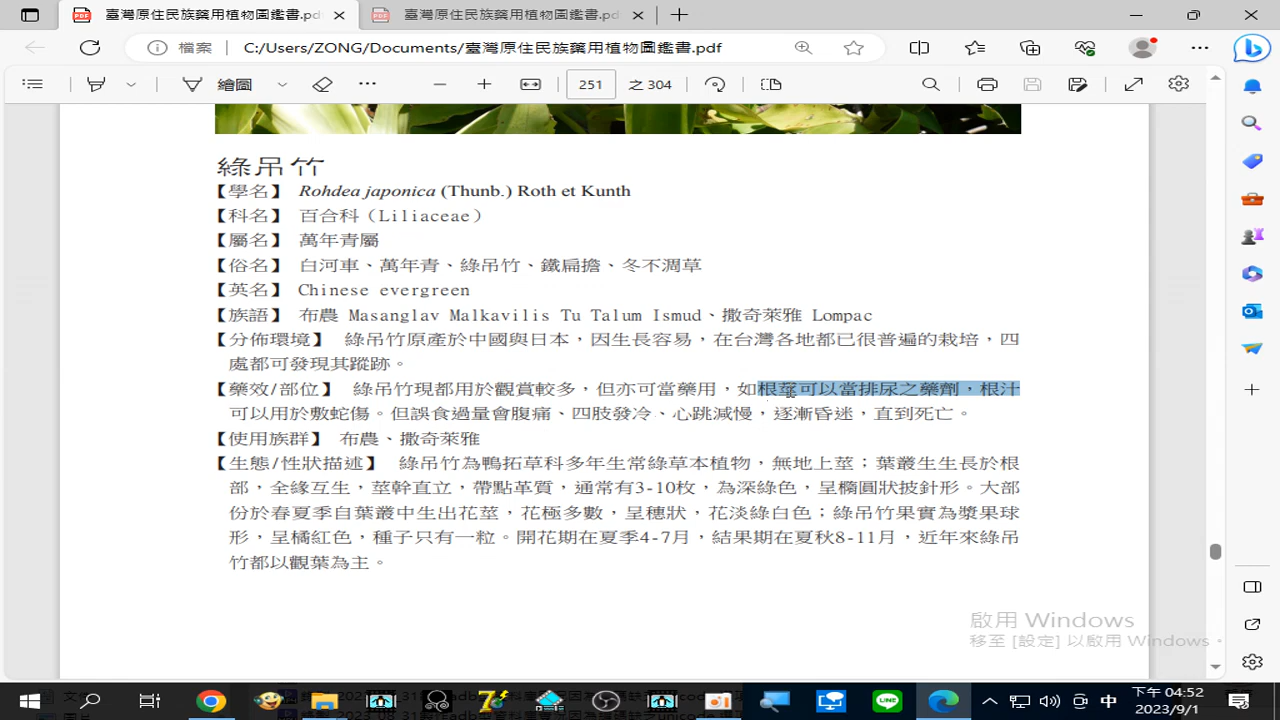 臺灣原住民族藥用植物圖鑑書.pdf
臺灣原住民族藥用植物圖鑑書.pdf
檔案 C:/Users/ZONG/Documents/臺灣原住民族藥用植物圖鑑書.pdf
繪圖 251 之 304
綠吊竹
【學名】 Rohdea japonica (Thunb.) Roth et Kunth
【科名】 百合科（Liliaceae）
【屬名】 萬年青屬
【俗名】 白河車、萬年青、綠吊竹、鐵扁擔、冬不凋草
【英名】 Chinese evergreen
【族語】 布農 Masanglav Malkavilis Tu Talum Ismud、撒奇萊雅 Lompac
【分佈環境】 綠吊竹原產於中國與日本，因生長容易，在台灣各地都已很普遍的栽培，四
處都可發現其蹤跡。
【藥效/部位】 綠吊竹現都用於觀賞較多，但亦可當藥用，如根莖可以當排尿之藥劑，根汁
可以用於敷蛇傷。但誤食過量會腹痛、四肢發冷、心跳減慢，逐漸昏迷，直到死亡。
【使用族群】 布農、撒奇萊雅
【生態/性狀描述】 綠吊竹為鴨拓草科多年生常綠草本植物，無地上莖；葉叢生生長於根
部，全緣互生，莖幹直立，帶點革質，通常有3-10枚，為深綠色，呈橢圓狀披針形。大部
份於春夏季自葉叢中生出花莖，花極多數，呈穗狀，花淡綠白色；綠吊竹果實為漿果球
形，呈橘紅色，種子只有一粒。開花期在夏季4-7月，結果期在夏秋8-11月，近年來綠吊
竹都以觀葉為主。
啟用 Windows
移至 [設定] 以啟用 Windows。
中 下午 04:52
2023/9/1